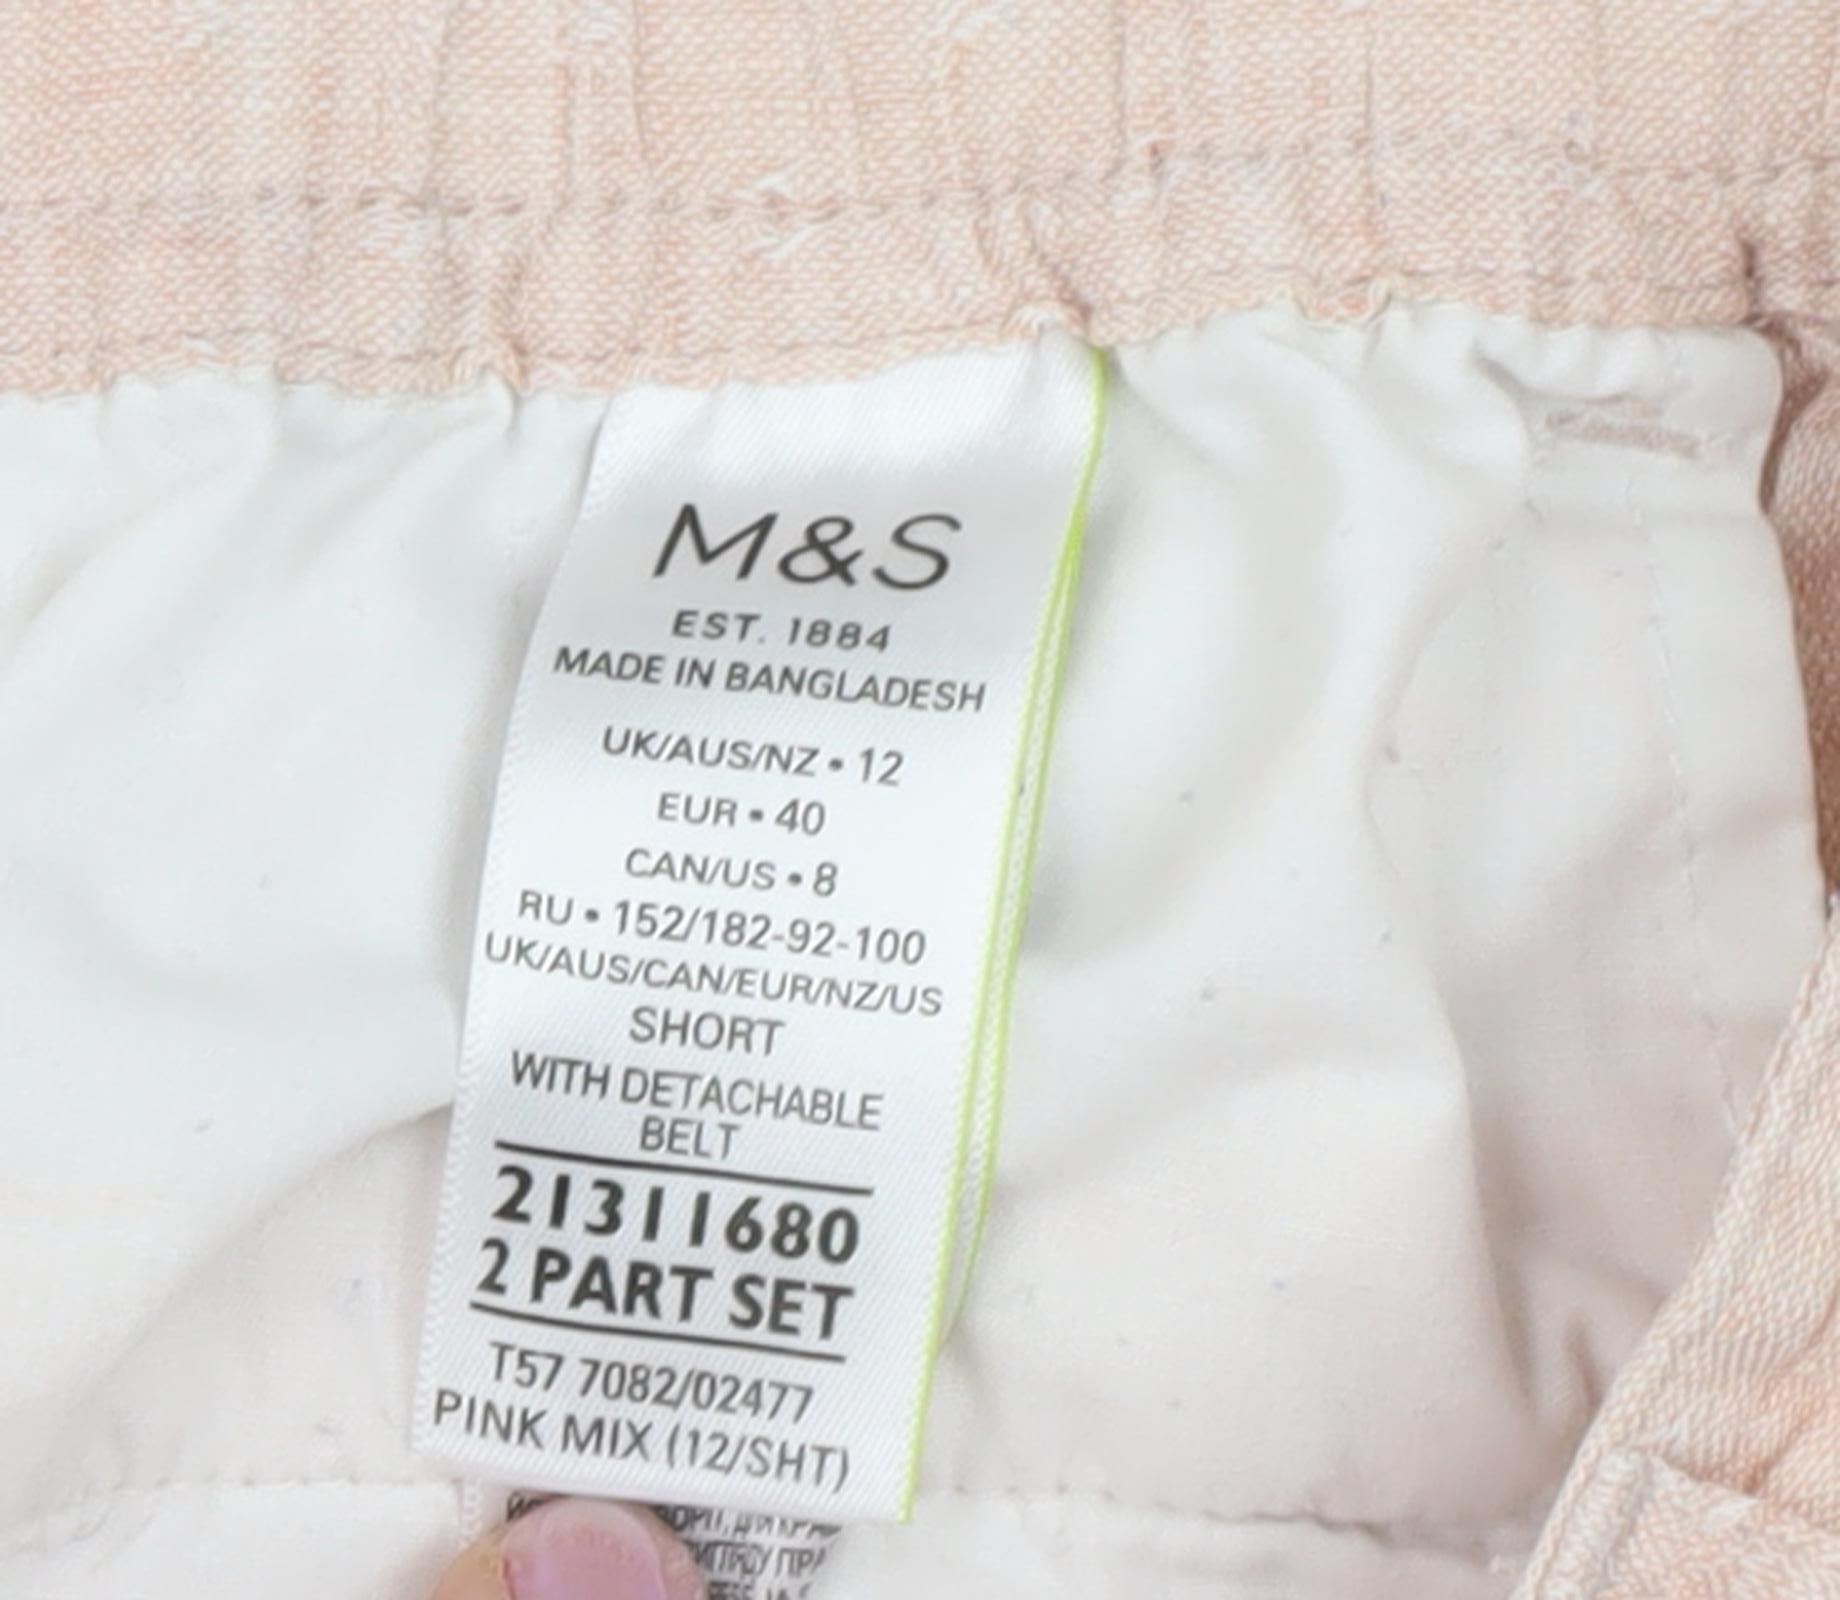 M&S
EST. 1884
MADE IN BANGLADESH
UK/AUS/NZ • 12
EUR • 40
CAN/US • 8
RU • 152/182-92-100
UK/AUS/CAN/EUR/NZ/US
SHORT
WITH DETACHABLE
BELT
21311680
2 PART SET
T57 7082/02477
PINK MIX (12/SHT)